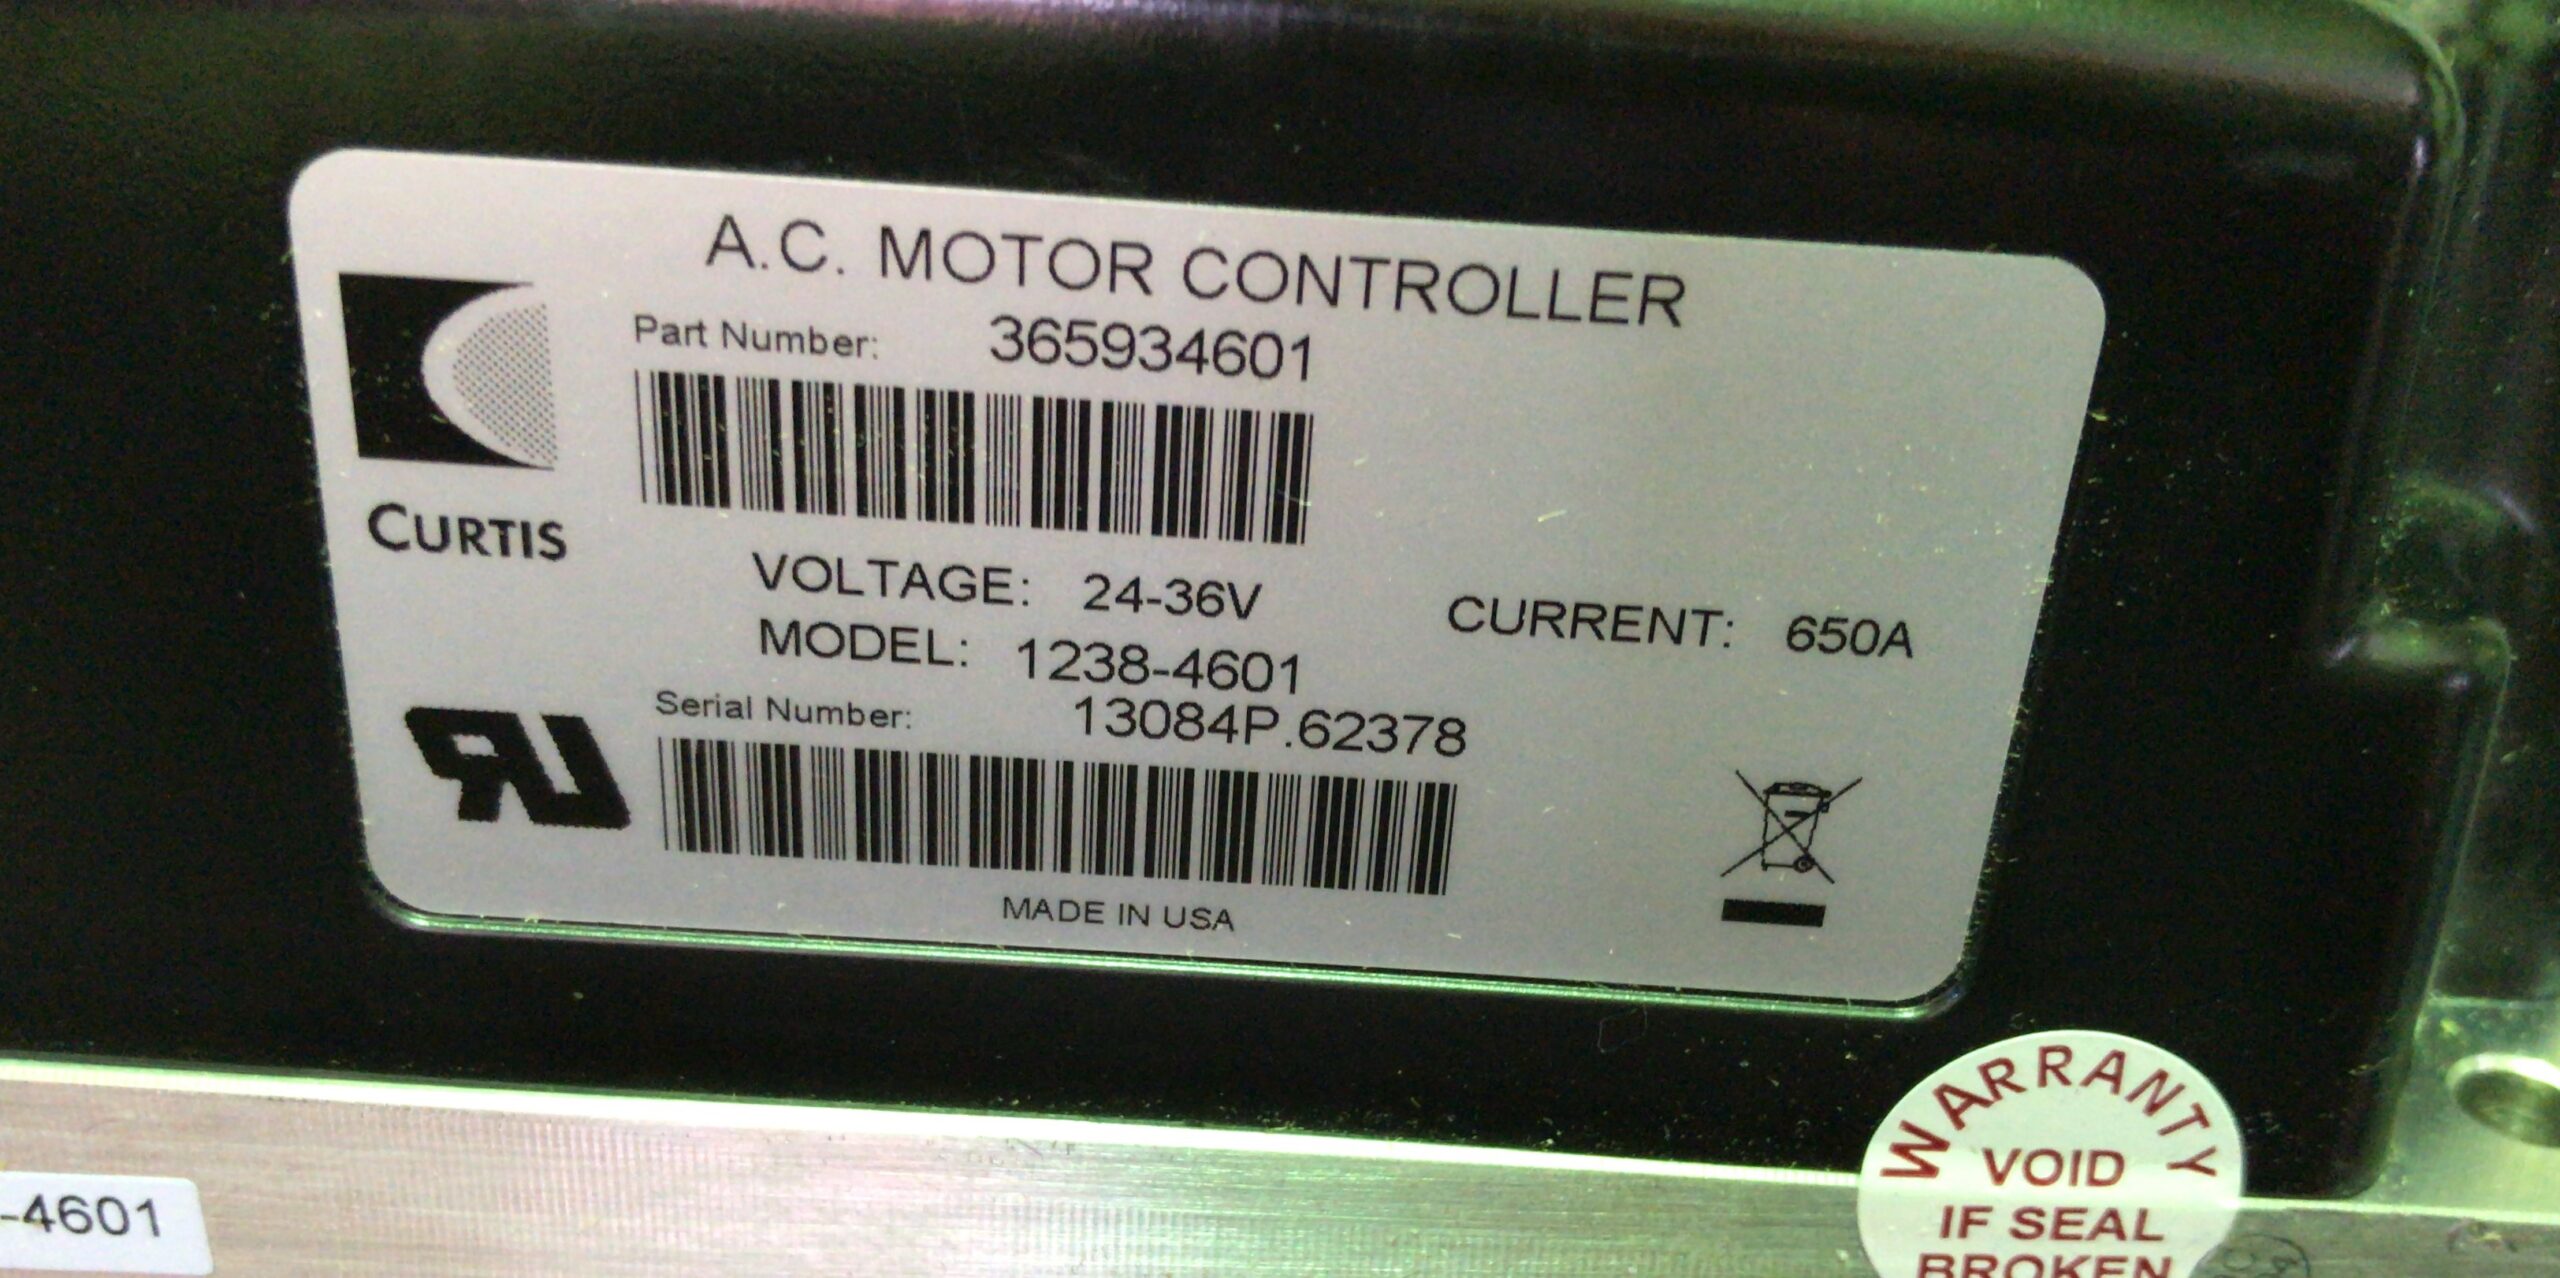 A.C. MOTOR CONTROLLER
Part Number: 365934601
CURTIS
VOLTAGE: 24-36V CURRENT: 650A
MODEL: 1238-4601
Serial Number: 13084P.62378
MADE IN USA
WARRANTY
VOID
IF SEAL
BROKEN
-4601